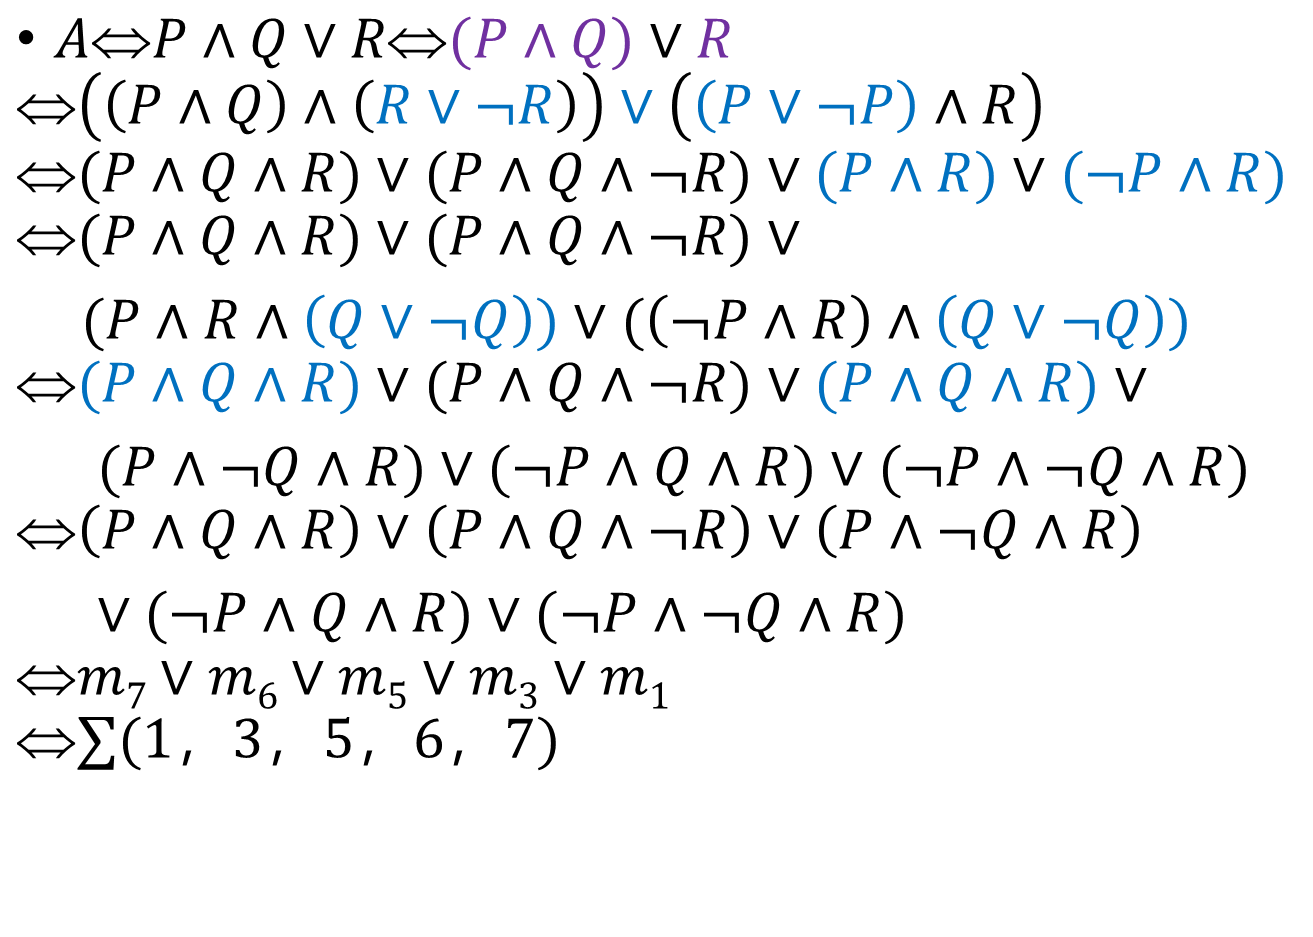 • A⇔P ∧ Q ∨ R⇔(P ∧ Q) ∨ R
⇔((P ∧ Q) ∧ (R ∨ ¬R)) ∨ ((P ∨ ¬P) ∧ R)
⇔(P ∧ Q ∧ R) ∨ (P ∧ Q ∧ ¬R) ∨ (P ∧ R) ∨ (¬P ∧ R)
⇔(P ∧ Q ∧ R) ∨ (P ∧ Q ∧ ¬R) ∨
(P ∧ R ∧ (Q ∨ ¬Q)) ∨ ((¬P ∧ R) ∧ (Q ∨ ¬Q))
⇔(P ∧ Q ∧ R) ∨ (P ∧ Q ∧ ¬R) ∨ (P ∧ Q ∧ R) ∨
(P ∧ ¬Q ∧ R) ∨ (¬P ∧ Q ∧ R) ∨ (¬P ∧ ¬Q ∧ R)
⇔(P ∧ Q ∧ R) ∨ (P ∧ Q ∧ ¬R) ∨ (P ∧ ¬Q ∧ R)
∨ (¬P ∧ Q ∧ R) ∨ (¬P ∧ ¬Q ∧ R)
⇔m₇ ∨ m₆ ∨ m₅ ∨ m₃ ∨ m₁
⇔∑(1, 3, 5, 6, 7)